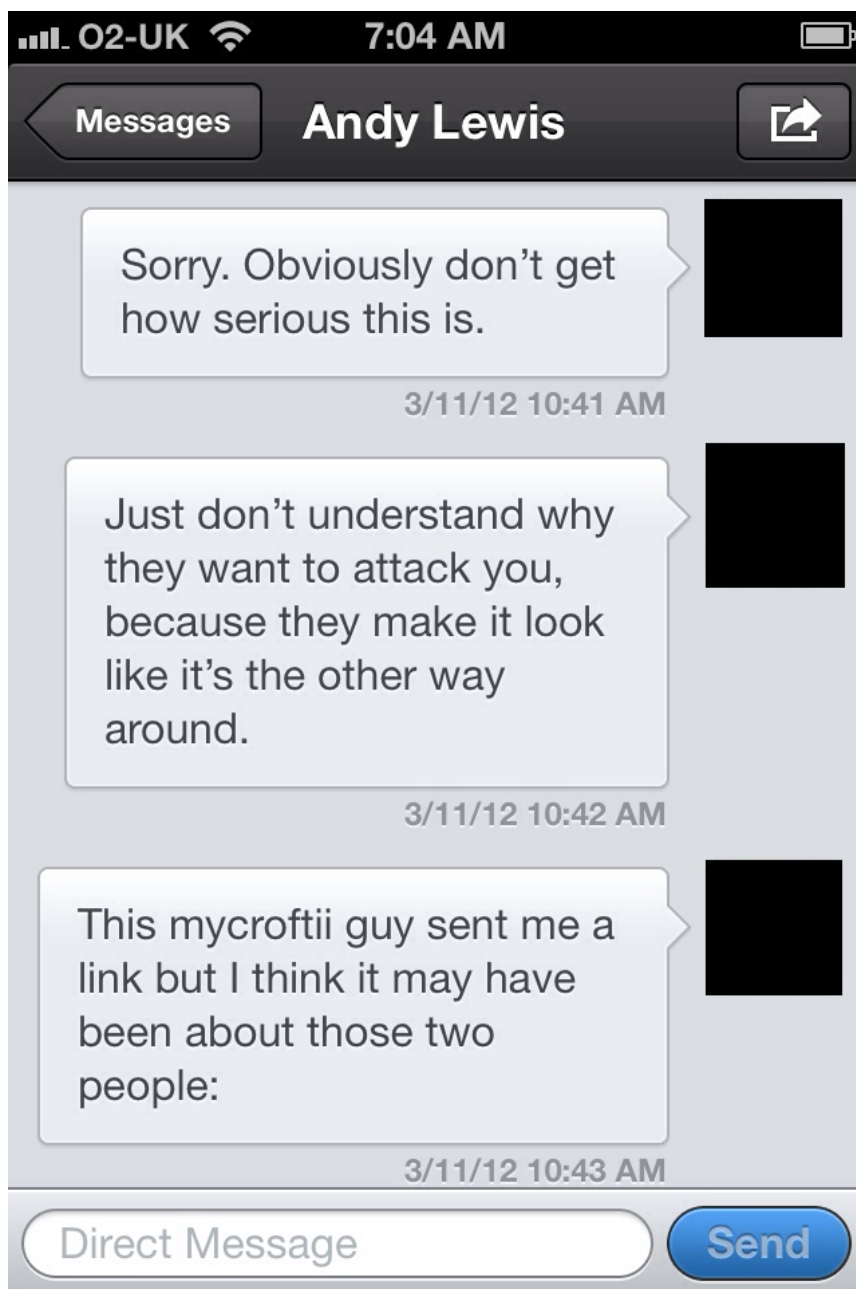 O2-UK 7:04 AM
Messages Andy Lewis
Sorry. Obviously don’t get
how serious this is.
3/11/12 10:41 AM
Just don’t understand why
they want to attack you,
because they make it look
like it’s the other way
around.
3/11/12 10:42 AM
This mycroftii guy sent me a
link but I think it may have
been about those two
people:
3/11/12 10:43 AM
Direct Message Send